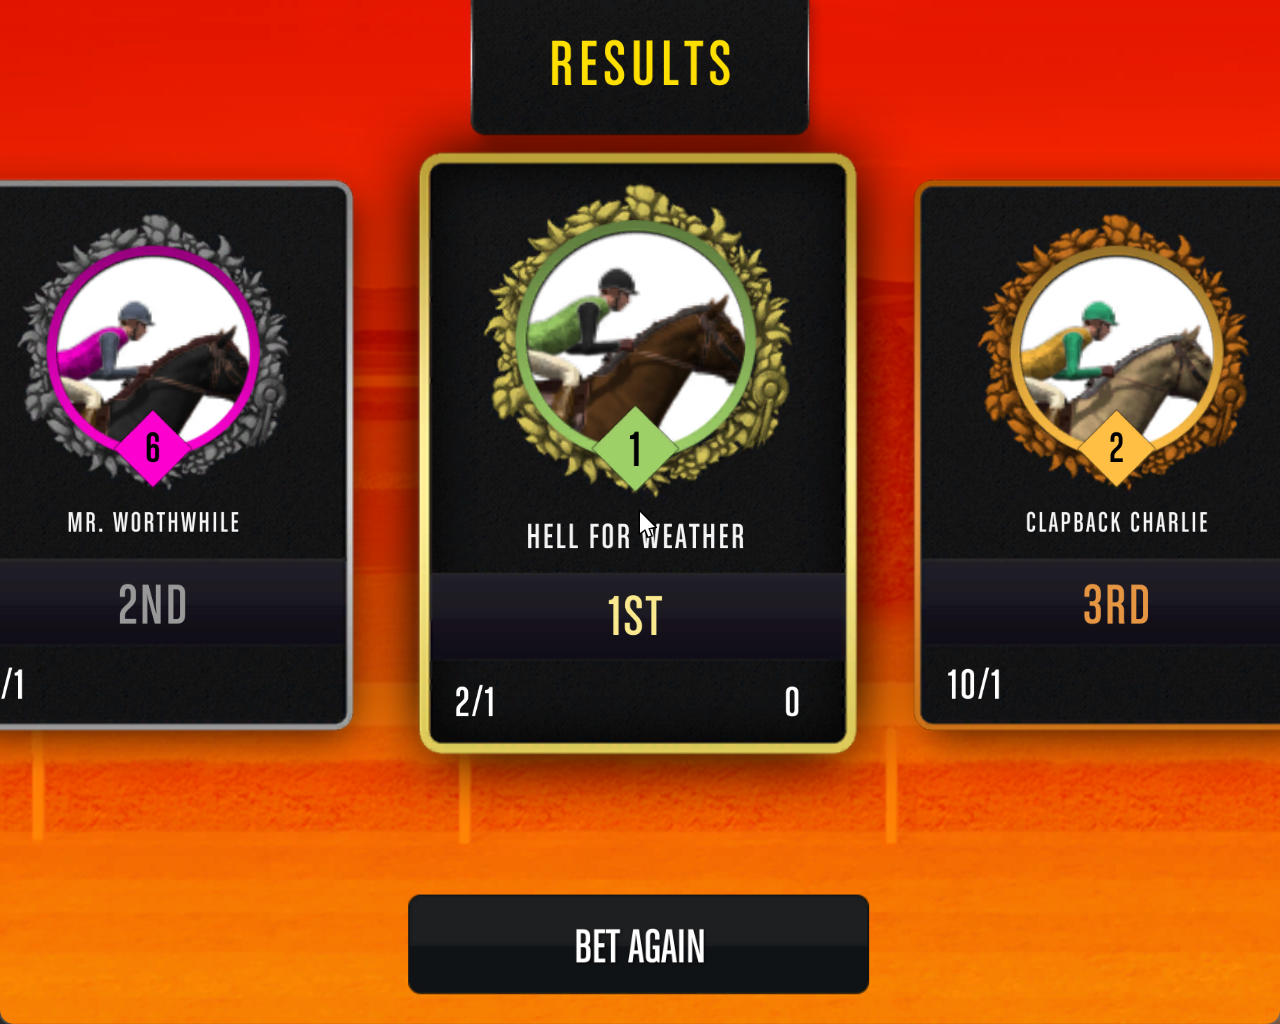 RESULTS
6
MR. WORTHWHILE
2ND
/1
1
HELL FOR WEATHER
1ST
2/1 0
2
CLAPBACK CHARLIE
3RD
10/1
BET AGAIN